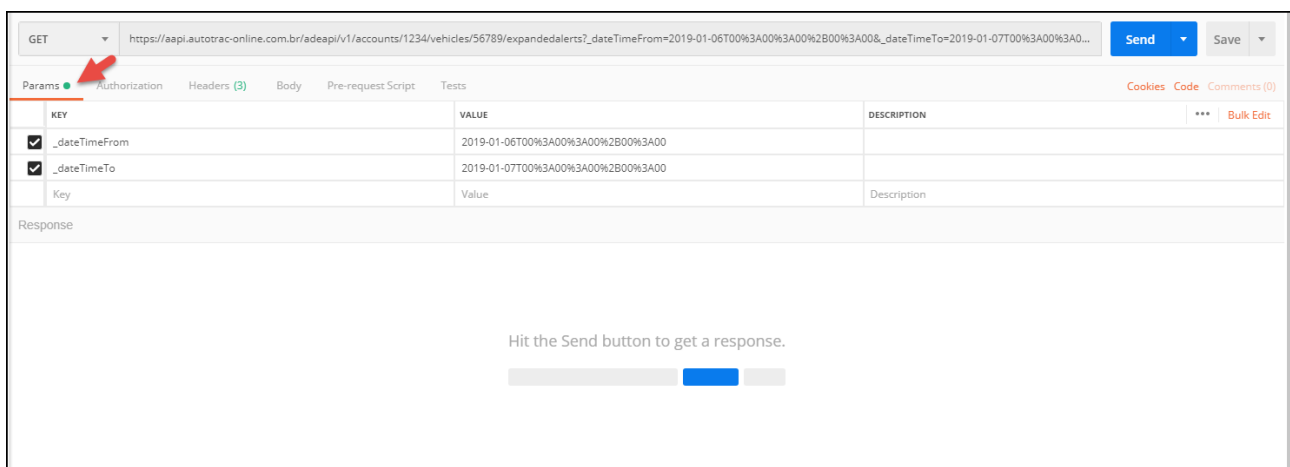 GET https://aapi.autotrac-online.com.br/adeapi/v1/accounts/1234/vehicles/56789/expandedalerts?_dateTimeFrom=2019-01-06T00%3A00%3A00%2B00%3A00&_dateTimeTo=2019-01-07T00%3A00%3A0... Send Save
Params Authorization Headers (3) Body Pre-request Script Tests Cookies Code Comments (0)
KEY VALUE DESCRIPTION ••• Bulk Edit
_dateTimeFrom 2019-01-06T00%3A00%3A00%2B00%3A00
_dateTimeTo 2019-01-07T00%3A00%3A00%2B00%3A00
Key Value Description
Response
Hit the Send button to get a response.